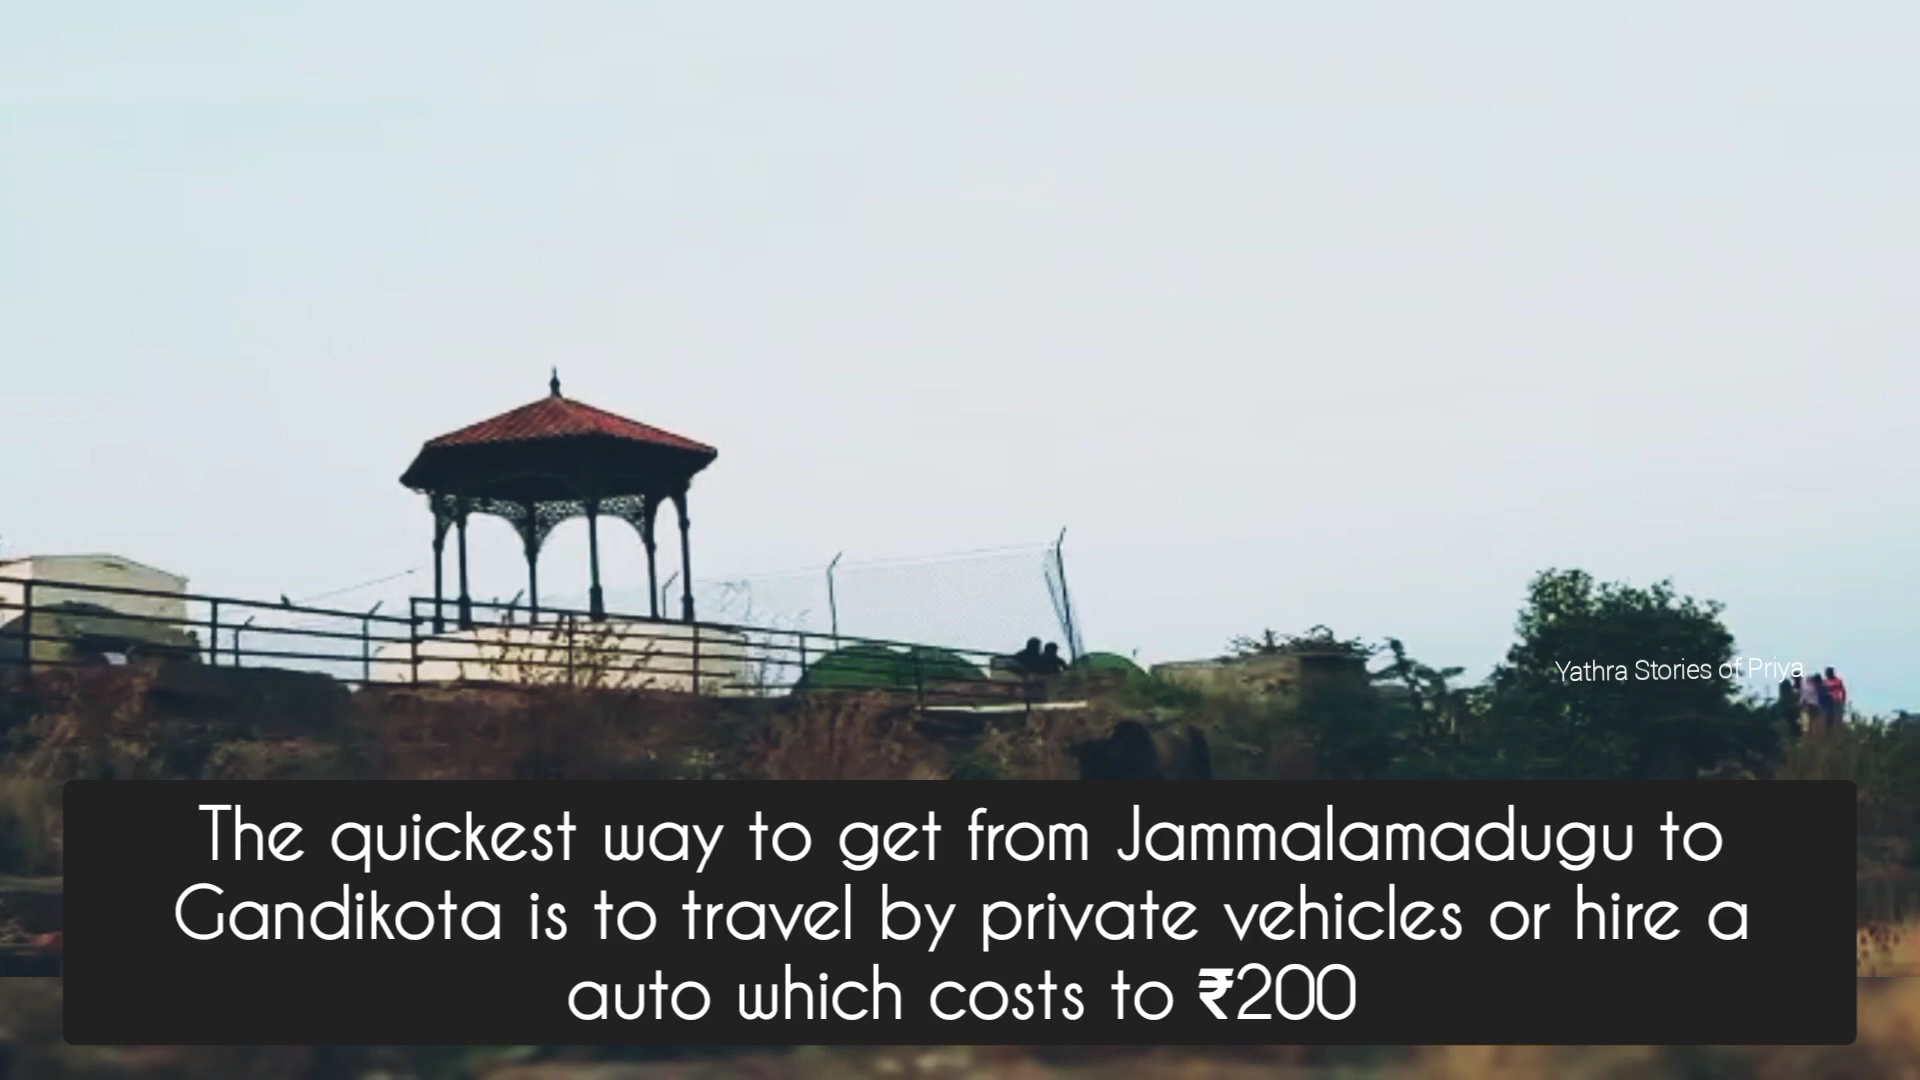 Yathra Stories of Priya
The quickest way to get from Jammalamadugu to
Gandikota is to travel by private vehicles or hire a
auto which costs to ₹200